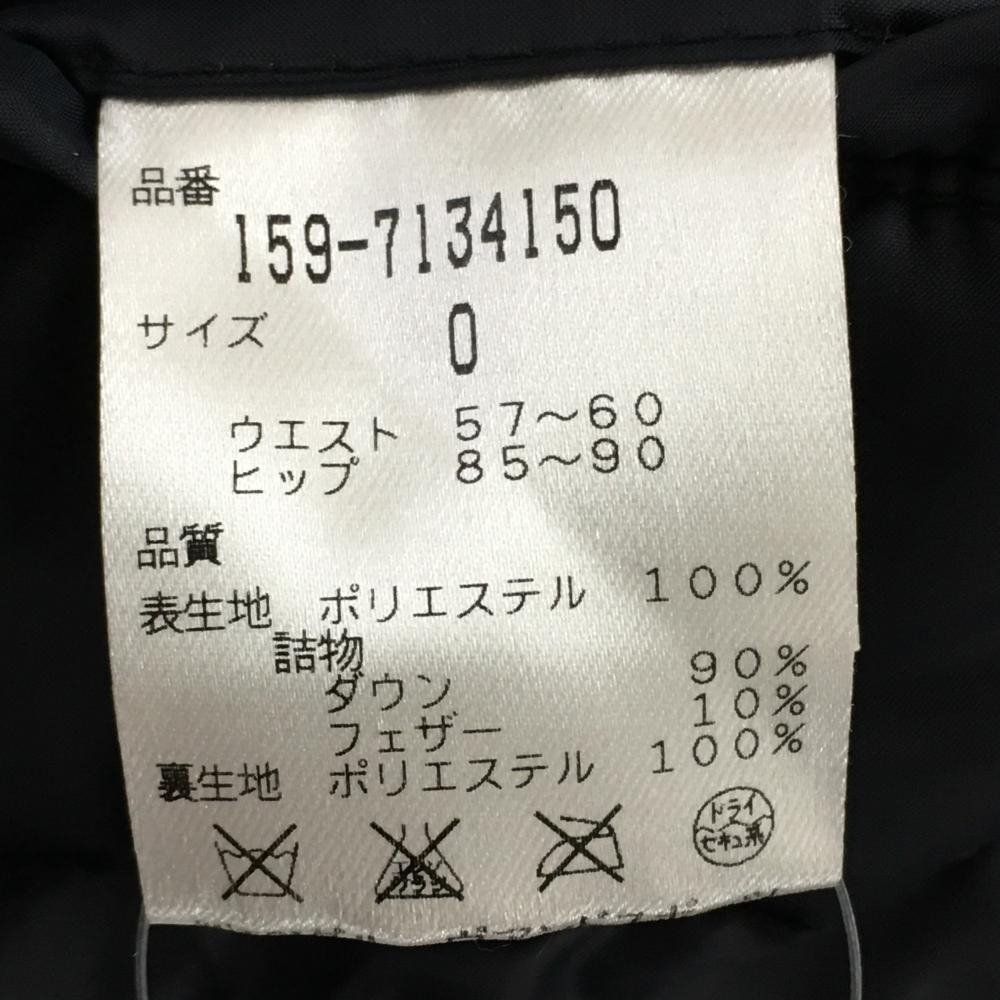 品番
159-7134150
サイズ 0
ウエスト 57～60
ヒップ 85～90
品質
表生地 ポリエステル 100%
詰物
ダウン 90%
フェザー 10%
裏生地 ポリエステル 100%
ドライ
セキユ系